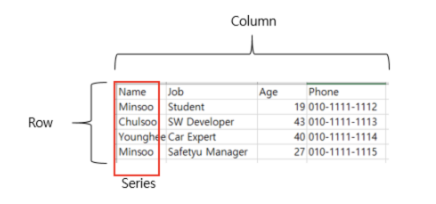 Column
Name Job Age Phone
Minsoo Student 19 010-1111-1112
Row
Chulsoo SW Developer 43 010-1111-1113
Younghee Car Expert 40 010-1111-1114
Minsoo Safetyu Manager 27 010-1111-1115
Series